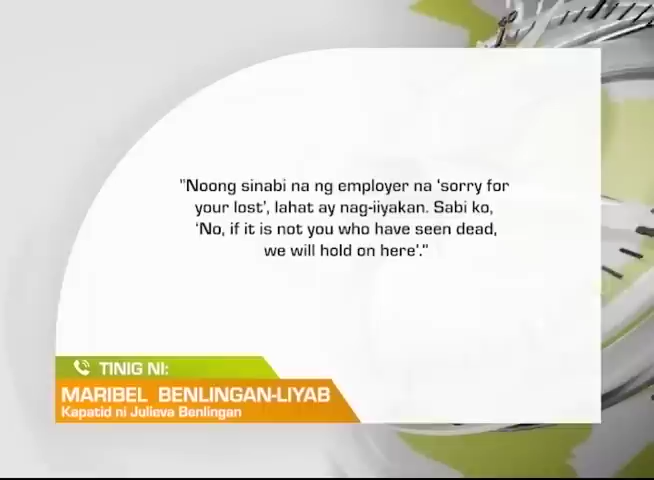 "Noong sinabi na ng employer na 'sorry for
your lost', lahat ay nag-iiyakan. Sabi ko,
'No, if it is not you who have seen dead,
we will hold on here'."
TINIG NI:
MARIBEL BENLINGAN-LIYAB
Kapatid ni Julieva Benlingan